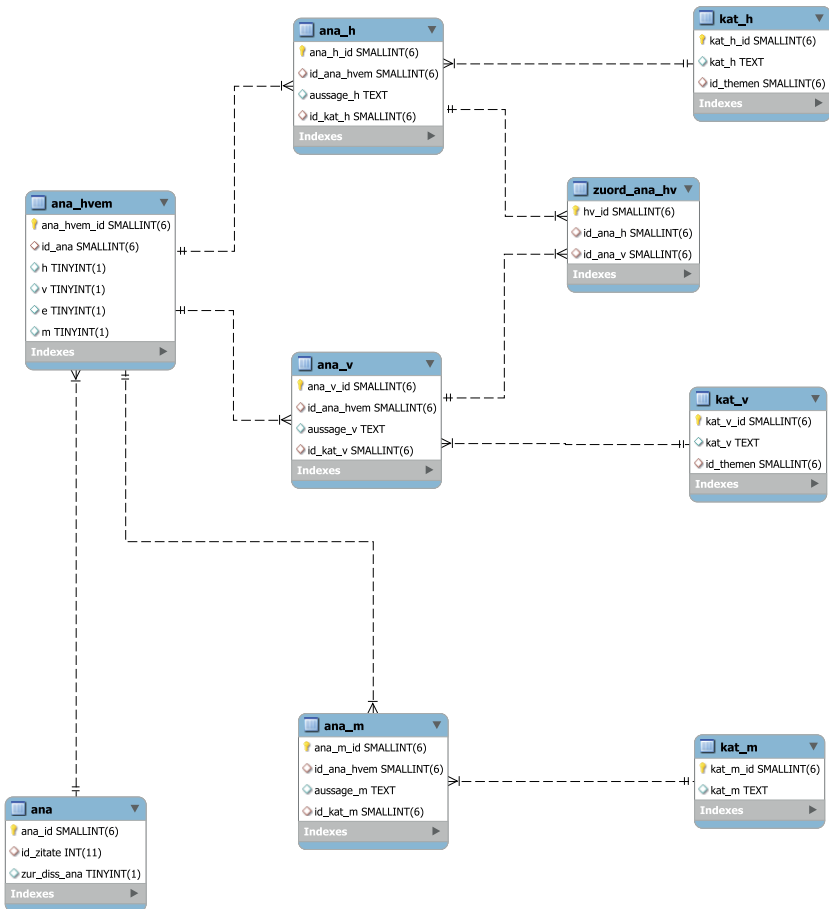 ana_h
ana_h_id SMALLINT(6)
id_ana_hvem SMALLINT(6)
aussage_h TEXT
id_kat_h SMALLINT(6)
Indexes
kat_h
kat_h_id SMALLINT(6)
kat_h TEXT
id_themen SMALLINT(6)
Indexes
ana_hvem
ana_hvem_id SMALLINT(6)
id_ana SMALLINT(6)
h TINYINT(1)
v TINYINT(1)
e TINYINT(1)
m TINYINT(1)
Indexes
zuord_ana_hv
hv_id SMALLINT(6)
id_ana_h SMALLINT(6)
id_ana_v SMALLINT(6)
Indexes
ana_v
ana_v_id SMALLINT(6)
id_ana_hvem SMALLINT(6)
aussage_v TEXT
id_kat_v SMALLINT(6)
Indexes
kat_v
kat_v_id SMALLINT(6)
kat_v TEXT
id_themen SMALLINT(6)
Indexes
ana_m
ana_m_id SMALLINT(6)
id_ana_hvem SMALLINT(6)
aussage_m TEXT
id_kat_m SMALLINT(6)
Indexes
kat_m
kat_m_id SMALLINT(6)
kat_m TEXT
Indexes
ana
ana_id SMALLINT(6)
id_zitate INT(11)
zur_diss_ana TINYINT(1)
Indexes